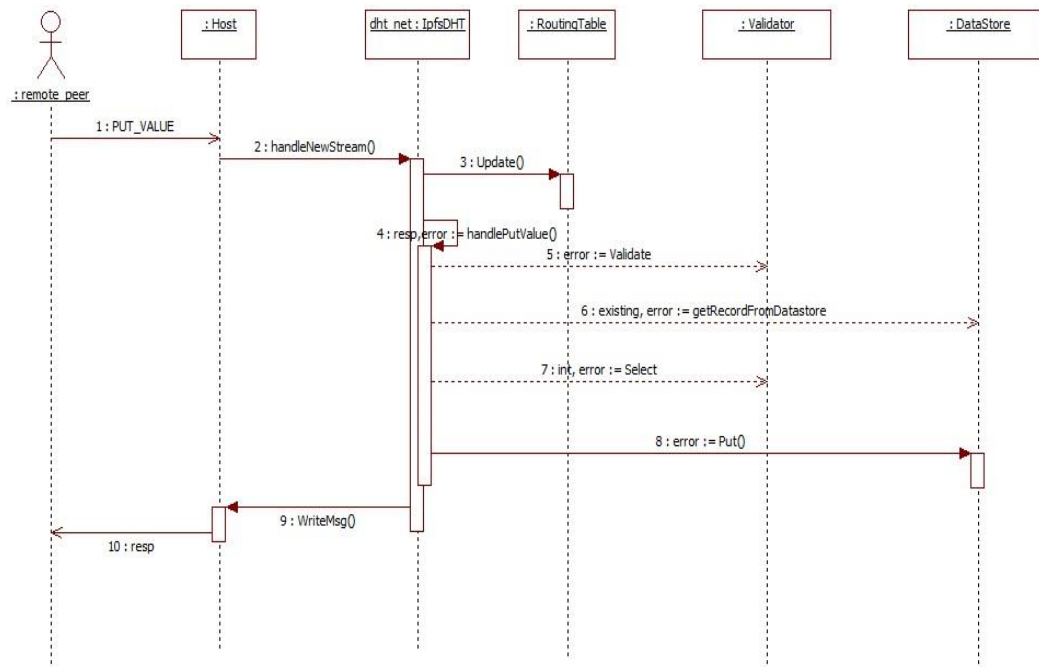 : Host
dht_net : IpfsDHT
: RoutingTable
: Validator
: DataStore
: remote_peer
1 : PUT_VALUE
2 : handleNewStream()
3 : Update()
4 : resp,error := handlePutValue()
5 : error := Validate
6 : existing, error := getRecordFromDatastore
7 : int, error := Select
8 : error := Put()
9 : WriteMsg()
10 : resp